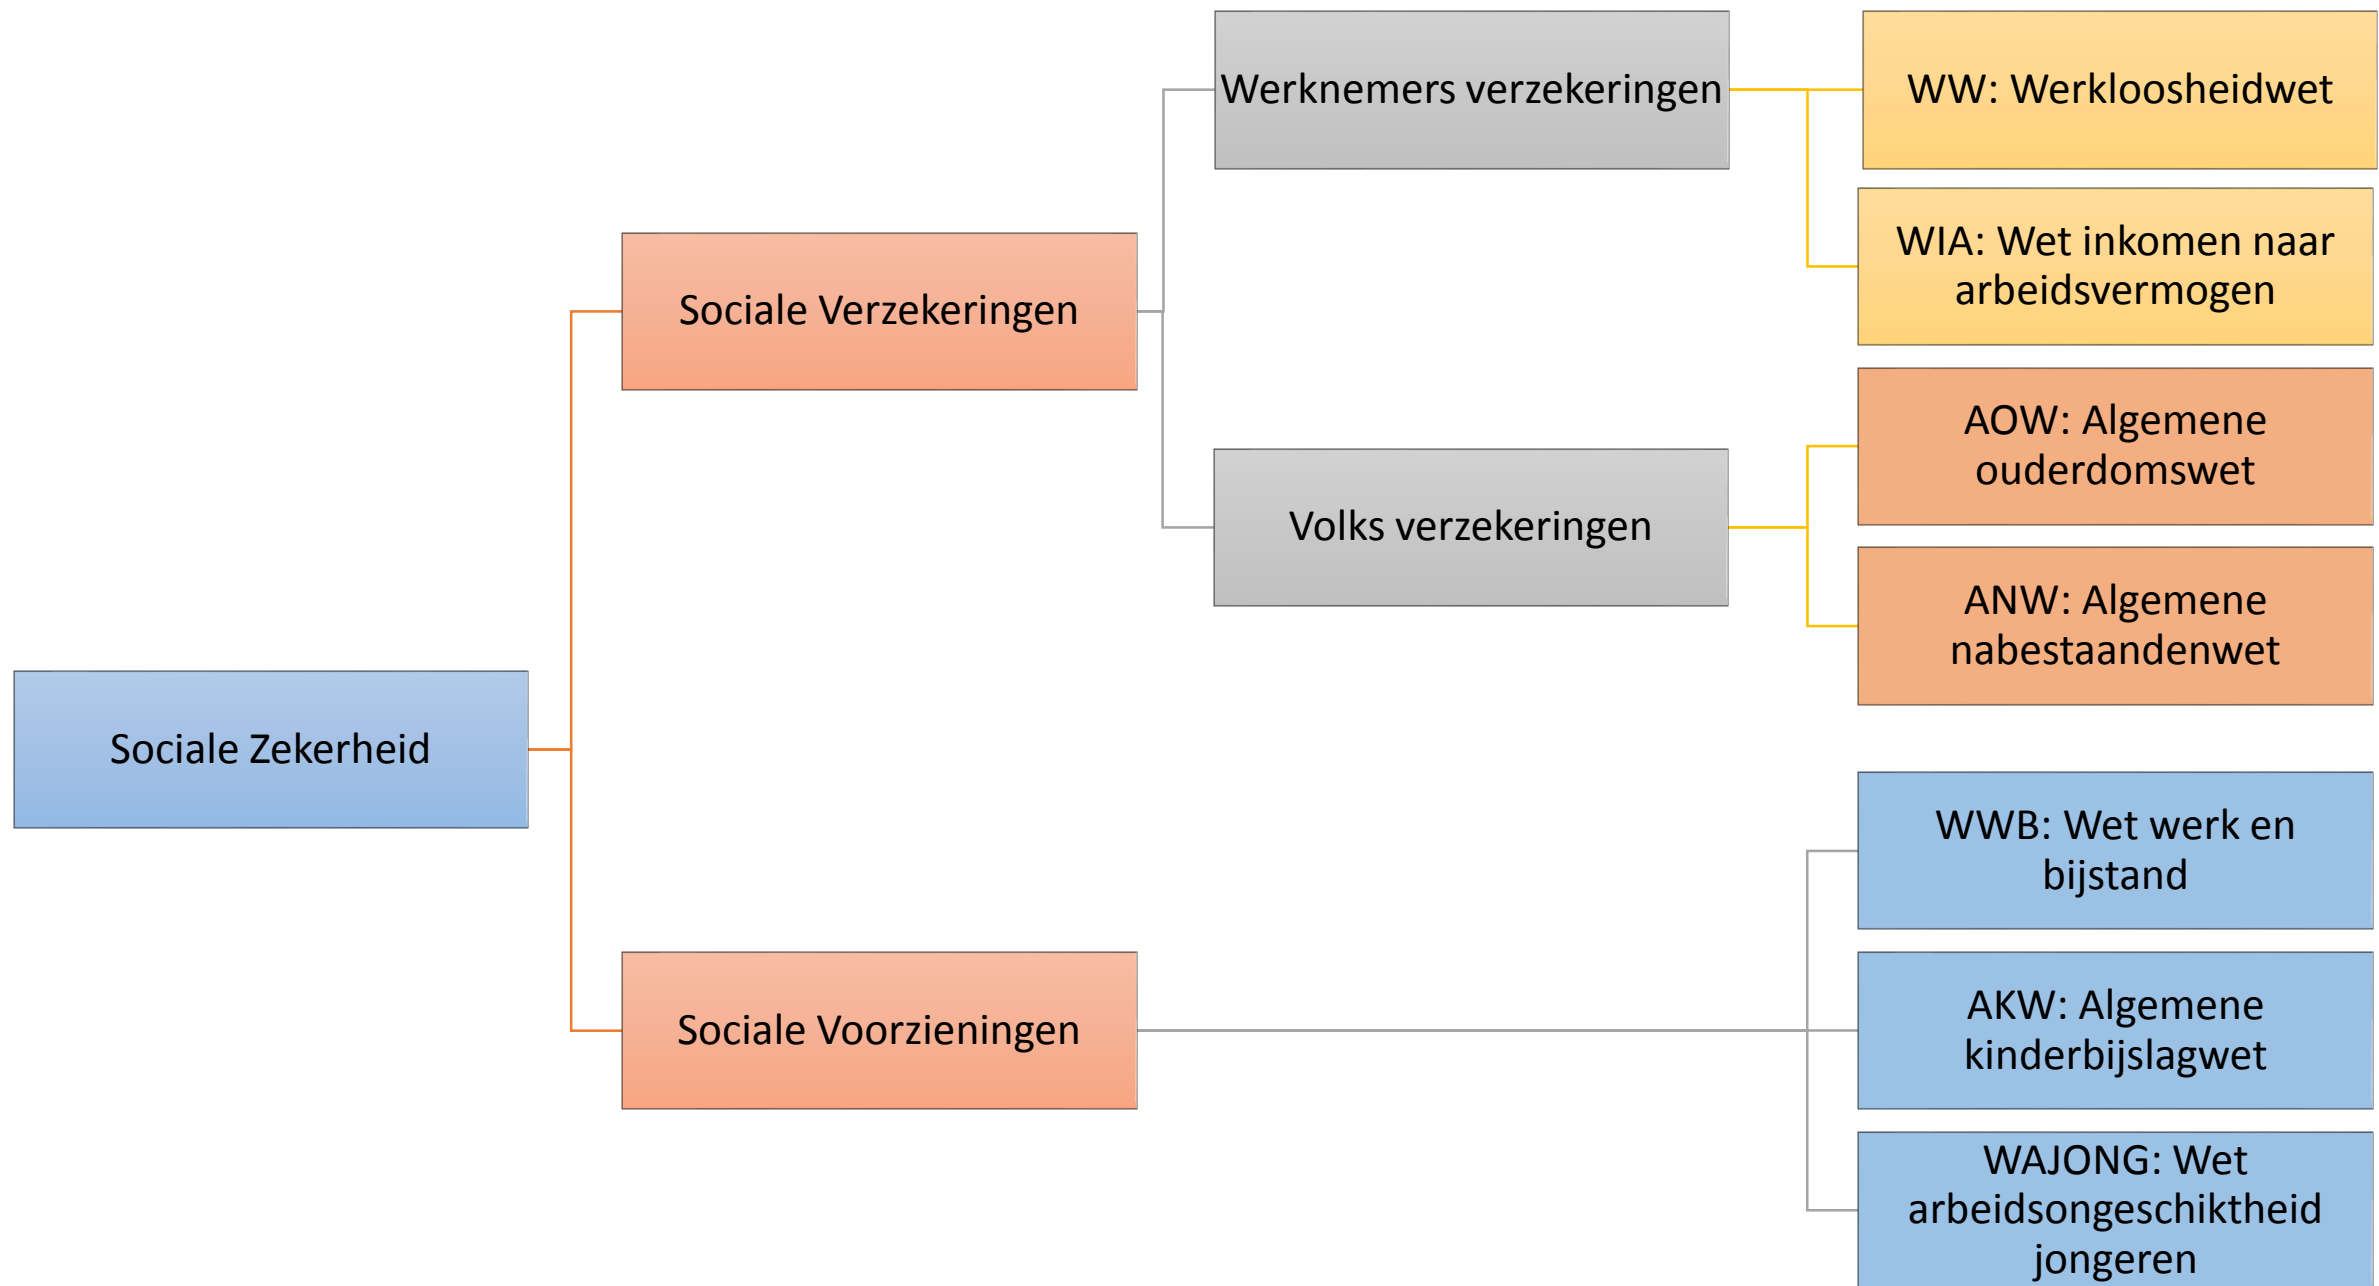 Werknemers verzekeringen
WW: Werkloosheidwet
WIA: Wet inkomen naar
arbeidsvermogen
Sociale Verzekeringen
AOW: Algemene
ouderdomswet
Volks verzekeringen
ANW: Algemene
nabestaandenwet
Sociale Zekerheid
WWB: Wet werk en
bijstand
Sociale Voorzieningen
AKW: Algemene
kinderbijslagwet
WAJONG: Wet
arbeidsongeschiktheid
jongeren